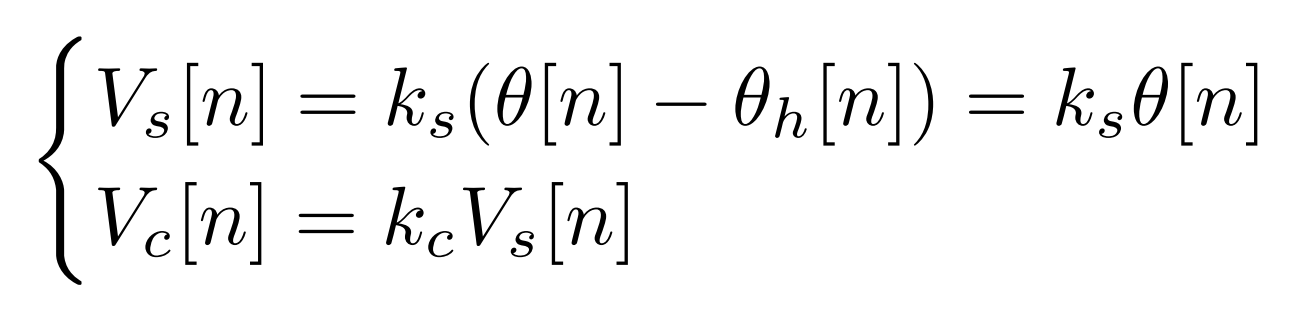 V_s[n] = k_s(θ[n] − θ_h[n]) = k_sθ[n]
V_c[n] = k_cV_s[n]